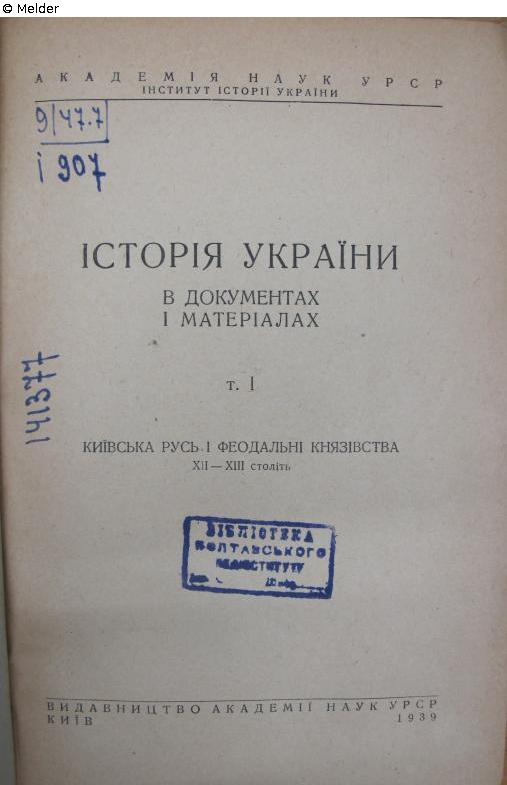 © Melder
АКАДЕМІЯ НАУК УРСР
ІНСТИТУТ ІСТОРІЇ УКРАЇНИ
9/47.7
І 907
ІСТОРІЯ УКРАЇНИ
В ДОКУМЕНТАХ
І МАТЕРІАЛАХ
141377
т. І
КИЇВСЬКА РУСЬ І ФЕОДАЛЬНІ КНЯЗІВСТВА
XII—XIII століть
БІБЛІОТЕКА
ПОЛТАВСЬКОГО
ПЕДІНСТИТУТУ
ВИДАВНИЦТВО АКАДЕМІЇ НАУК УРСР
КИЇВ 1939